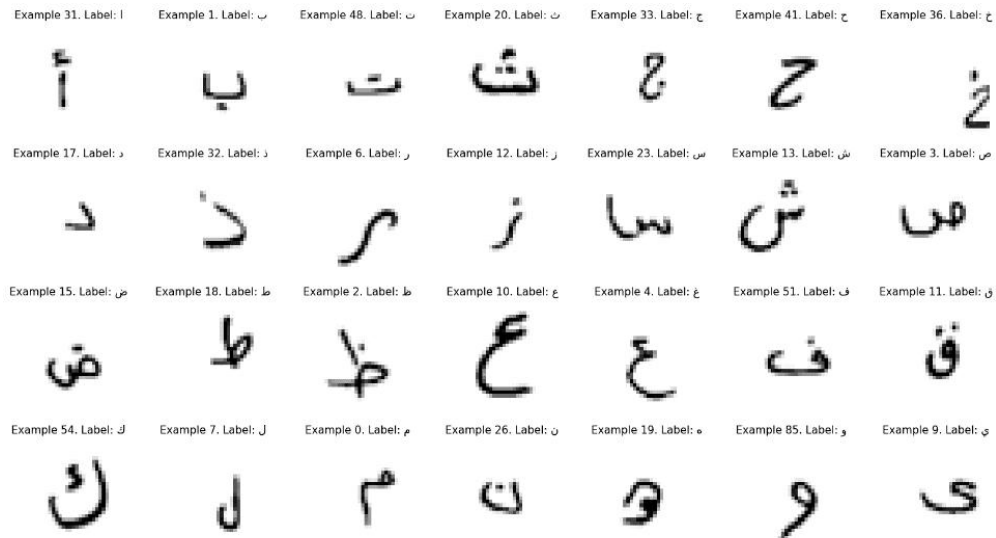 Example 31. Label: ا Example 1. Label: ب Example 48. Label: ت Example 20. Label: ث Example 33. Label: ج Example 41. Label: ح Example 36. Label: خ
أ ب ت ث ج ح خ
Example 17. Label: د Example 32. Label: ذ Example 6. Label: ر Example 12. Label: ز Example 23. Label: س Example 13. Label: ش Example 3. Label: ص
د ذ ر ز س ش ص
Example 15. Label: ض Example 18. Label: ط Example 2. Label: ظ Example 10. Label: ع Example 4. Label: غ Example 51. Label: ف Example 11. Label: ق
ض ط ظ ع غ ف ق
Example 54. Label: ك Example 7. Label: ل Example 0. Label: م Example 26. Label: ن Example 19. Label: ه Example 85. Label: و Example 9. Label: ي
ك ل م ن ه و ى